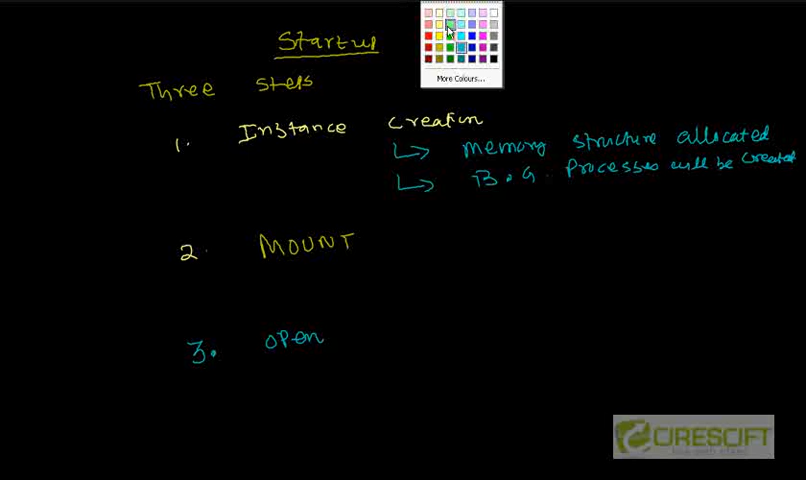 Startup
More Colours...
Three steps
1. Instance Creation
Memory structure allocated
B.G. Processes will be Created
2. MOUNT
3. OPen
CIRESCIFT